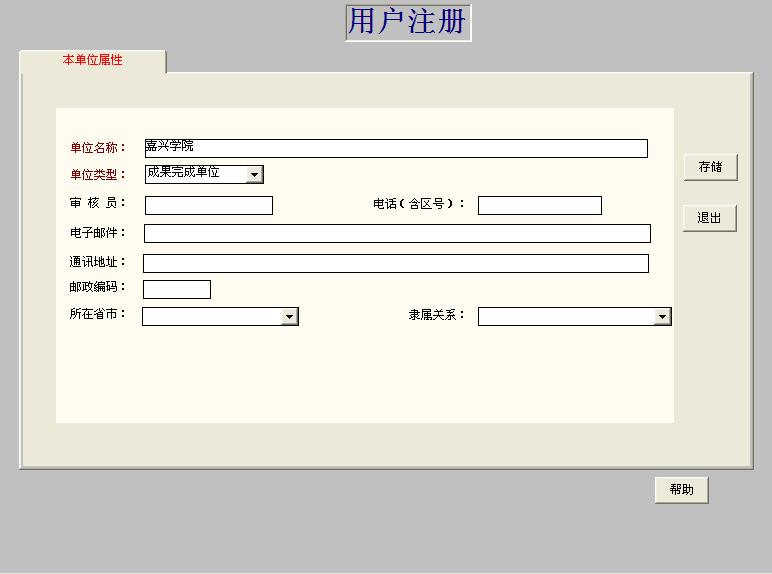 用户注册
本单位属性
单位名称： 嘉兴学院
单位类型： 成果完成单位
存储
审 核 员： 电话(含区号)：
退出
电子邮件：
通讯地址：
邮政编码：
所在省市： 隶属关系：
帮助